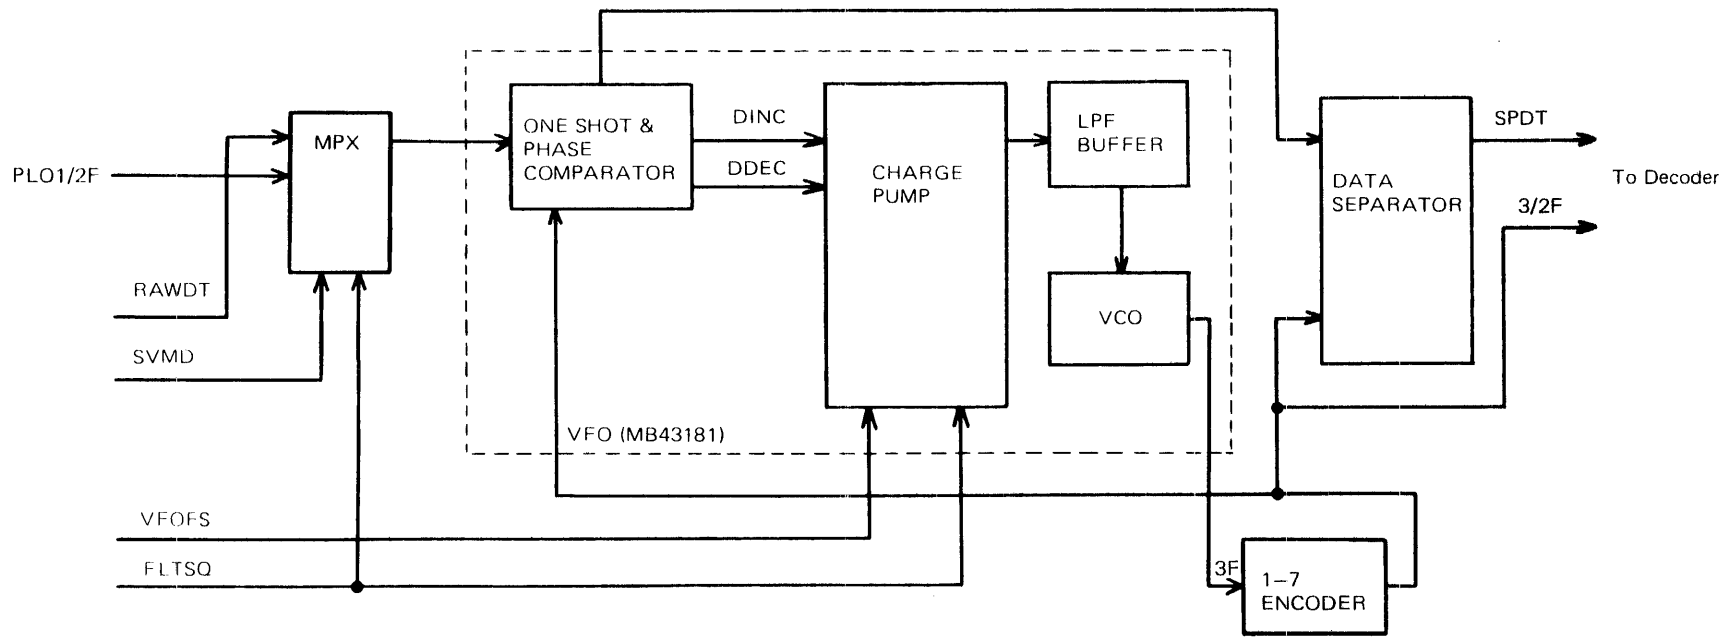 PLO1/2F
RAWDT
SVMD
MPX
ONE SHOT &
PHASE
COMPARATOR
DINC
DDEC
CHARGE
PUMP
LPF
BUFFER
VCO
VFO (MB43181)
VFOFS
FLTSQ
3F
1–7
ENCODER
DATA
SEPARATOR
SPDT
3/2F
To Decoder